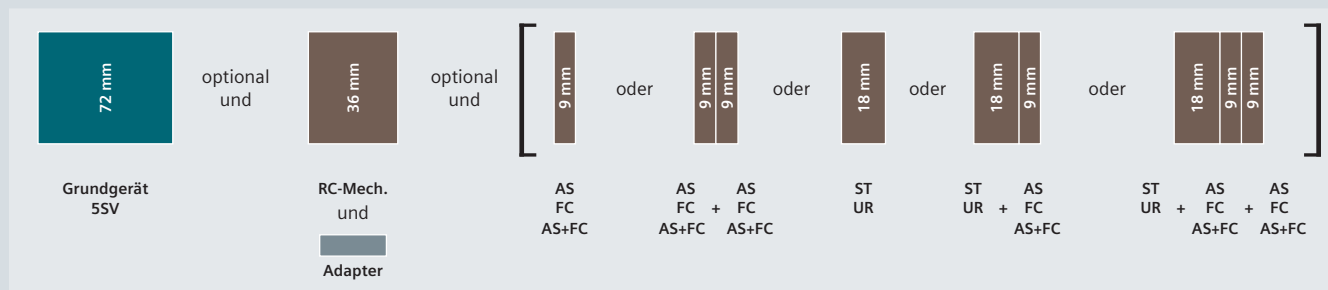 72 mm
optional
und
36 mm
optional
und
9 mm
oder
9 mm
9 mm
oder
18 mm
oder
18 mm
9 mm
oder
18 mm
9 mm
9 mm
Grundgerät
5SV
RC-Mech.
und
Adapter
AS
FC
AS+FC
AS AS
FC + FC
AS+FC AS+FC
ST
UR
ST AS
UR + FC
AS+FC
ST AS AS
UR + FC + FC
AS+FC AS+FC